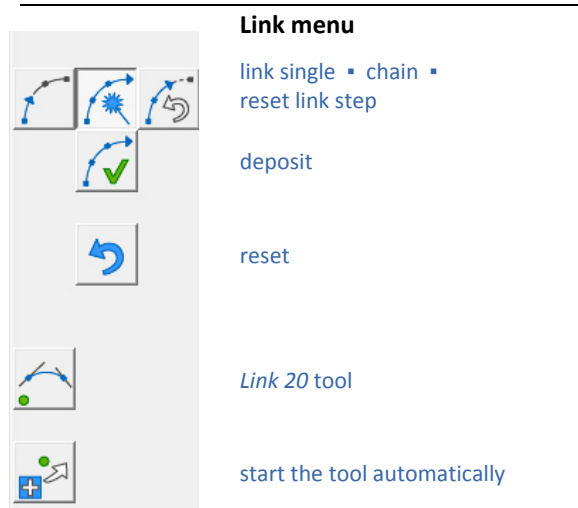 Link menu
link single ▪ chain ▪
reset link step
deposit
reset
Link 20 tool
start the tool automatically